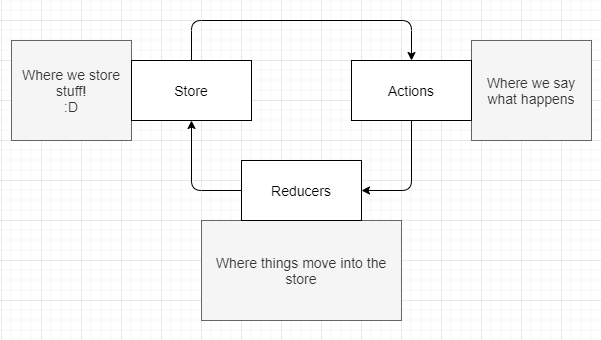 Where we store
stuff!
:D
Store
Actions
Where we say
what happens
Reducers
Where things move into the
store